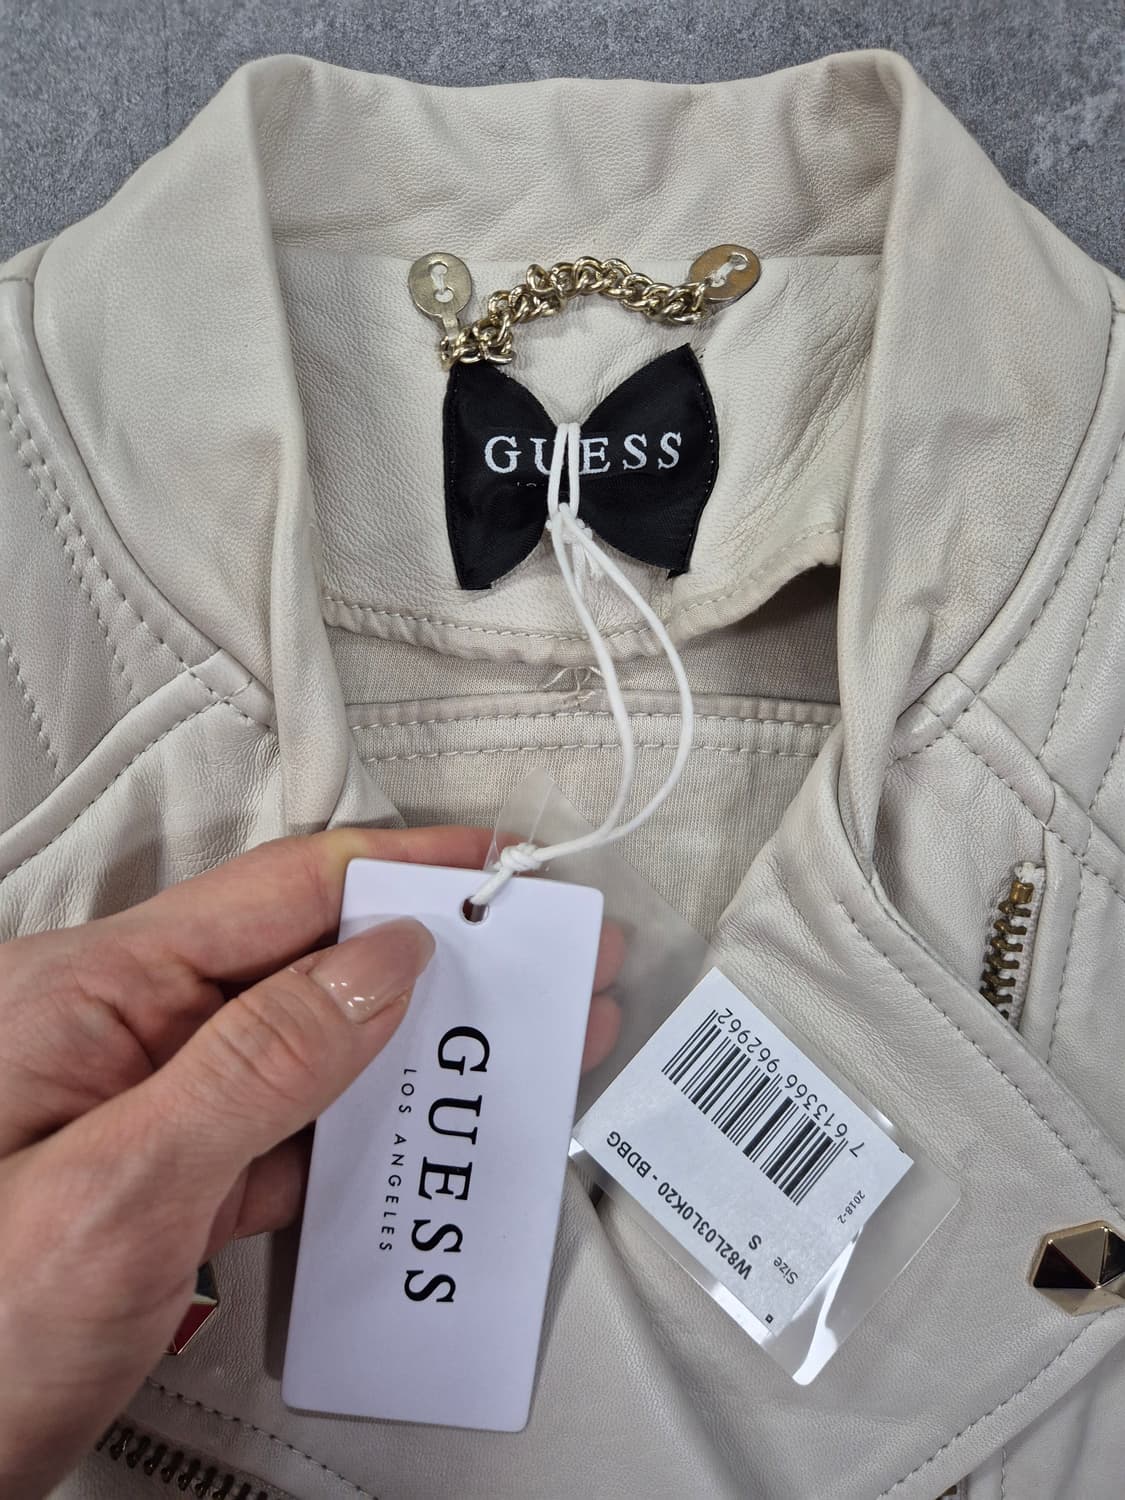 GUESS
GUESS
LOS ANGELES
7 613366 962962
2018-2
W82L03L0K20 - BDBG
Size
S